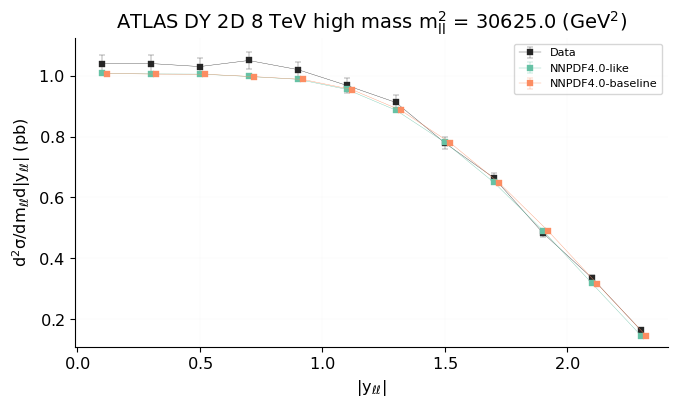 ATLAS DY 2D 8 TeV high mass m²ll = 30625.0 (GeV²)
Data
NNPDF4.0-like
NNPDF4.0-baseline
d²σ/dmℓℓd|yℓℓ| (pb)
1.0
0.8
0.6
0.4
0.2
0.0 0.5 1.0 1.5 2.0
|yℓℓ|